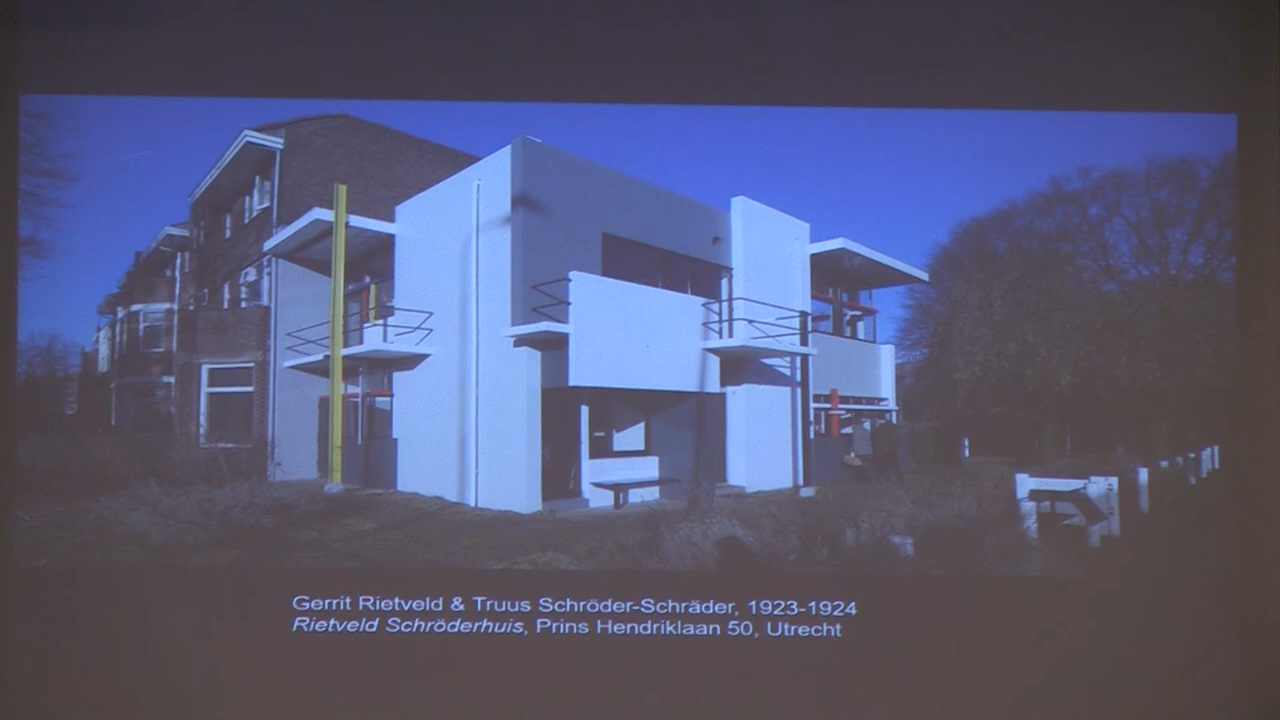 Gerrit Rietveld & Truus Schröder-Schräder, 1923-1924
Rietveld Schröderhuis, Prins Hendriklaan 50, Utrecht